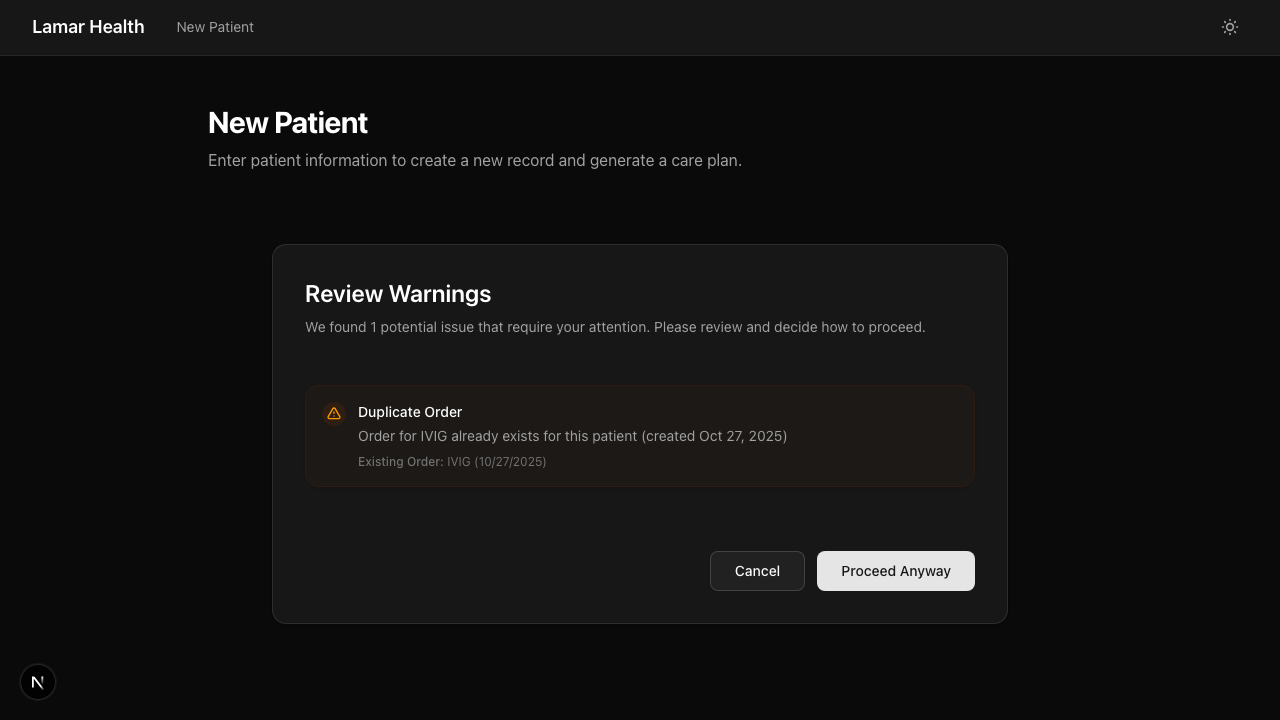 Lamar Health
New Patient
New Patient
Enter patient information to create a new record and generate a care plan.
Review Warnings
We found 1 potential issue that require your attention. Please review and decide how to proceed.
Duplicate Order
Order for IVIG already exists for this patient (created Oct 27, 2025)
Existing Order: IVIG (10/27/2025)
Cancel
Proceed Anyway
N